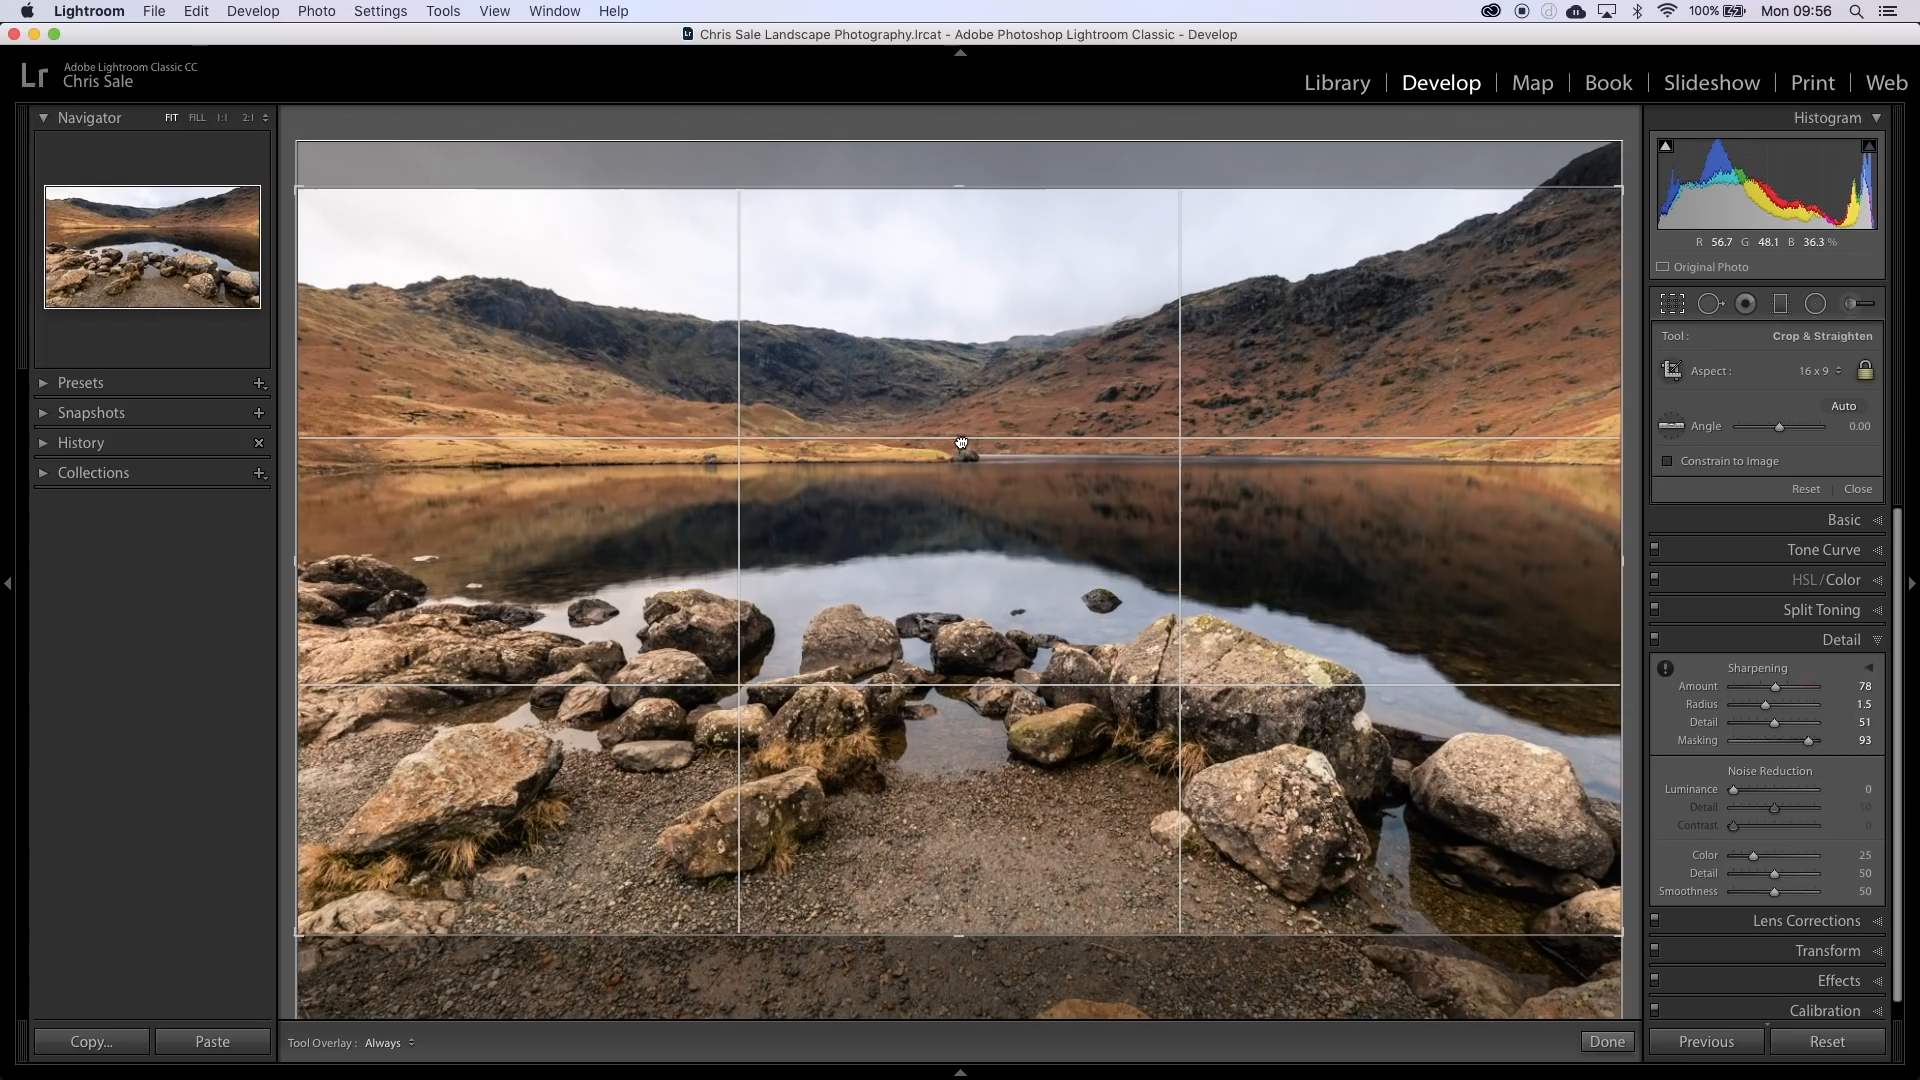 Lightroom File Edit Develop Photo Settings Tools View Window Help 100% Mon 09:56
Lr Chris Sale Landscape Photography.lrcat - Adobe Photoshop Lightroom Classic - Develop
Lr Adobe Lightroom Classic CC
Chris Sale
Library Develop Map Book Slideshow Print Web
Navigator FIT FILL 1:1 2:1
Presets
Snapshots
History
Collections
Copy... Paste
Tool Overlay : Always Done
Histogram
R 56.7 G 48.1 B 36.3 %
Original Photo
Tool : Crop & Straighten
Aspect : 16 x 9
Auto
Angle 0.00
Constrain to Image
Reset Close
Basic
Tone Curve
HSL / Color
Split Toning
Detail
Sharpening
Amount 78
Radius 1.5
Detail 51
Masking 93
Noise Reduction
Luminance 0
Detail 50
Contrast 0
Color 25
Detail 50
Smoothness 50
Lens Corrections
Transform
Effects
Calibration
Previous Reset